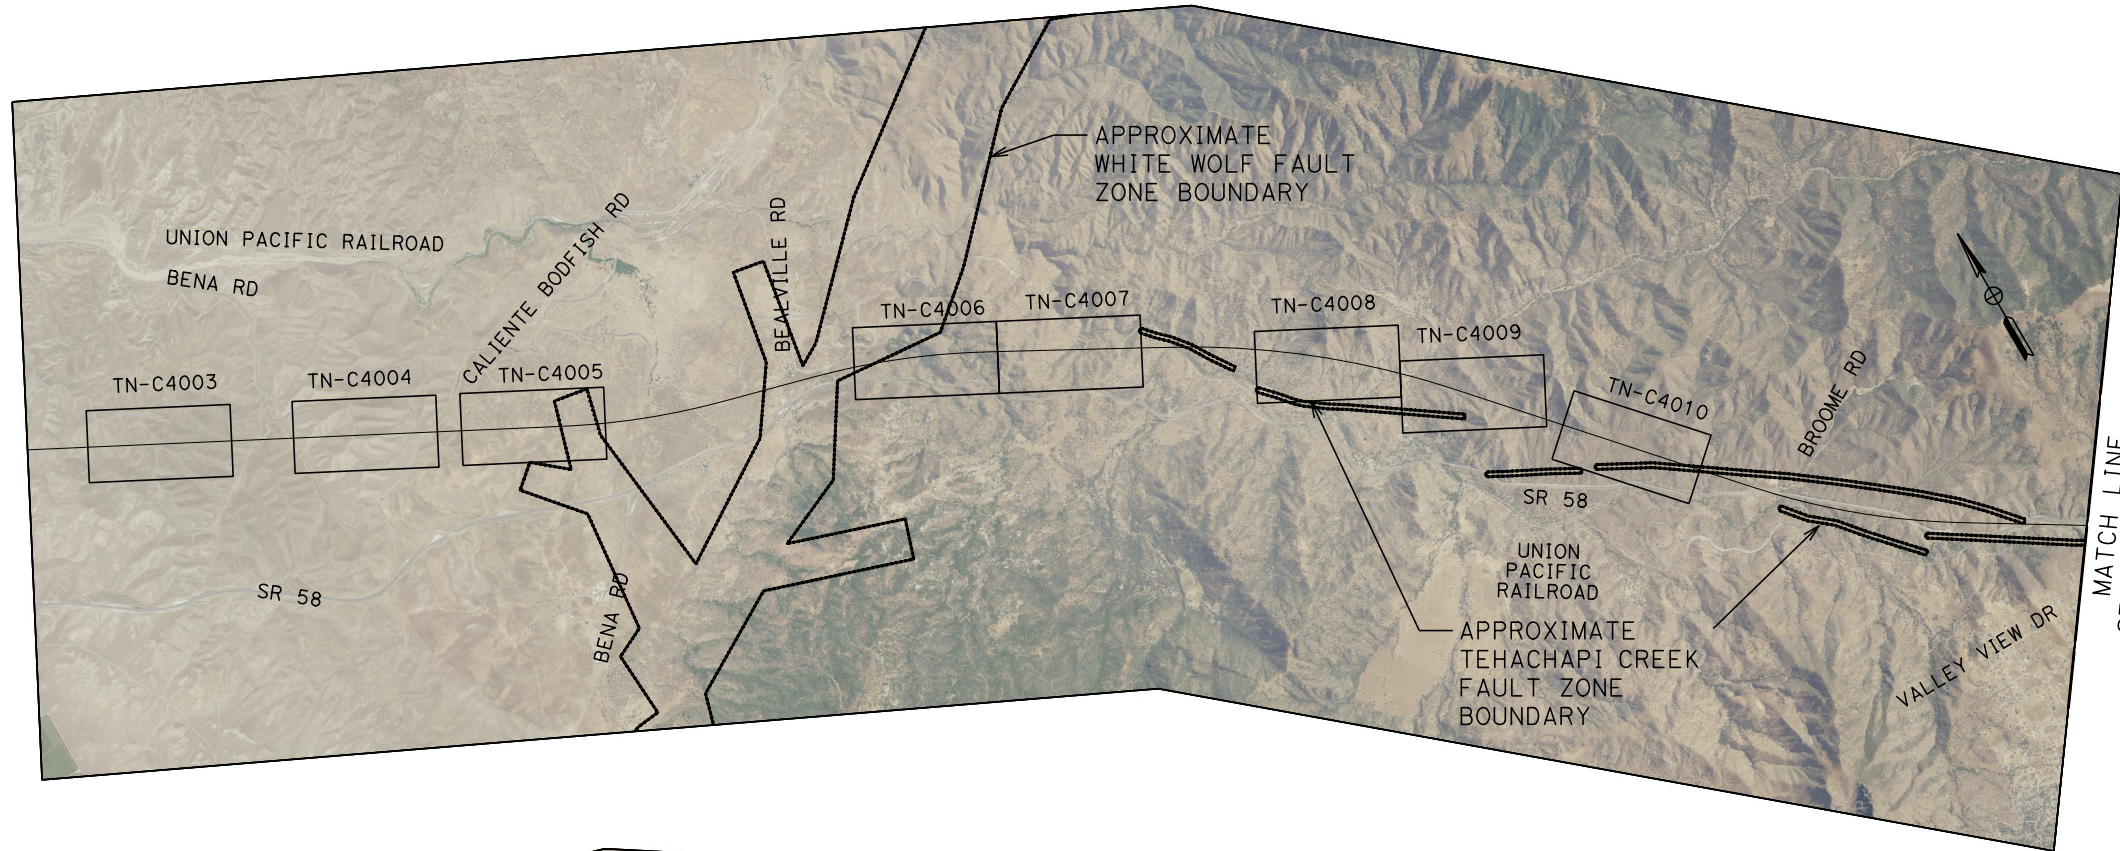 APPROXIMATE
WHITE WOLF FAULT
ZONE BOUNDARY
UNION PACIFIC RAILROAD
BENA RD
CALIENTE BODFISH RD
BEALVILLE RD
TN-C4003
TN-C4004
TN-C4005
TN-C4006
TN-C4007
TN-C4008
TN-C4009
TN-C4010
BROOME RD
SR 58
BENA RD
SR 58
UNION
PACIFIC
RAILROAD
APPROXIMATE
TEHACHAPI CREEK
FAULT ZONE
BOUNDARY
VALLEY VIEW DR
MATCH LINE